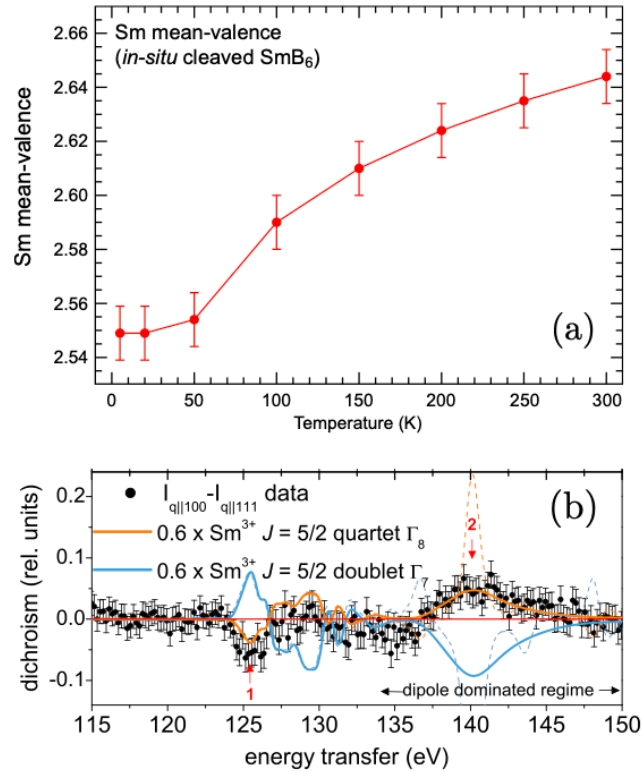 (a)
Sm mean-valence
(in-situ cleaved SmB6)
Sm mean-valence
2.66
2.64
2.62
2.60
2.58
2.56
2.54
0 50 100 150 200 250 300
Temperature (K)
(a)
I q||100 -I q||111 data
(b)
0.6 x Sm3+ J = 5/2 quartet Γ8
0.6 x Sm3+ J = 5/2 doublet Γ7
2
1
dichroism (rel. units)
0.2
0.1
0.0
-0.1
dipole dominated regime
115 120 125 130 135 140 145 150
energy transfer (eV)